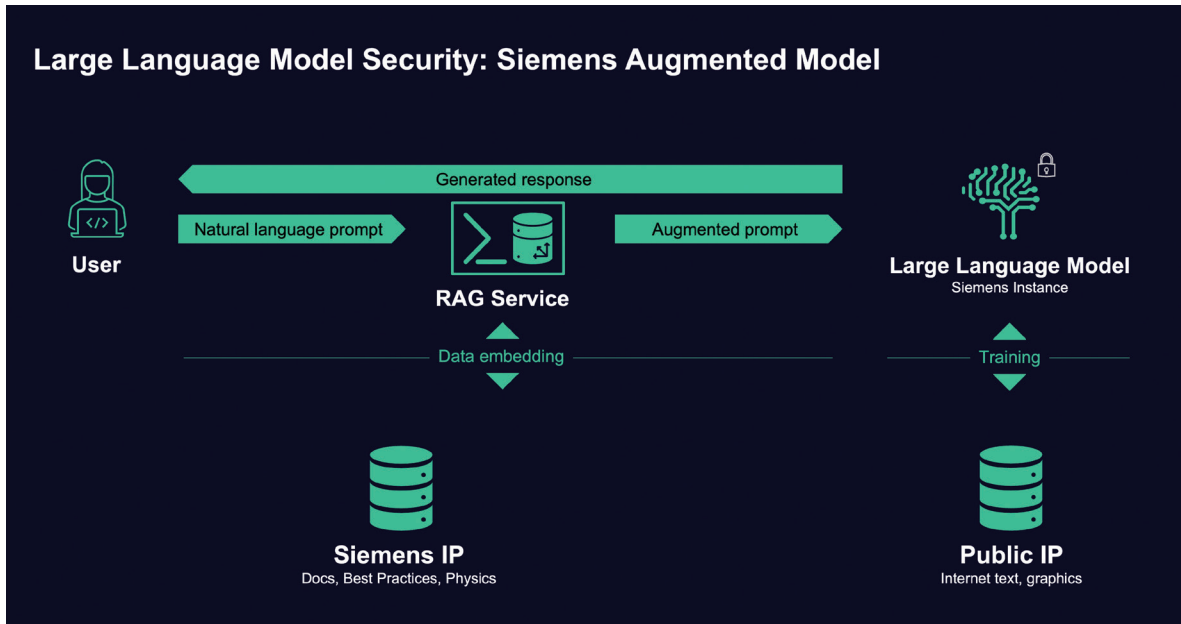 Large Language Model Security: Siemens Augmented Model
Generated response
Natural language prompt
Augmented prompt
</>
User
RAG Service
Large Language Model
Siemens Instance
Data embedding
Training
Siemens IP
Docs, Best Practices, Physics
Public IP
Internet text, graphics